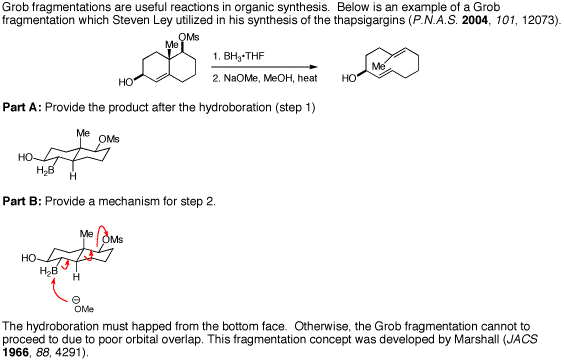 Grob fragmentations are useful reactions in organic synthesis.  Below is an example of a Grob
fragmentation which Steven Ley utilized in his synthesis of the thapsigargins (P.N.A.S. 2004, 101, 12073).
OMs
Me
HO
1. BH3•THF
2. NaOMe, MeOH, heat
Me
HO
Part A: Provide the product after the hydroboration (step 1)
Me
OMs
HO
H2B
H
Part B: Provide a mechanism for step 2.
Me
OMs
HO
H2B
H
⊖
OMe
The hydroboration must happed from the bottom face.  Otherwise, the Grob fragmentation cannot to
proceed to due to poor orbital overlap. This fragmentation concept was developed by Marshall (JACS
1966, 88, 4291).